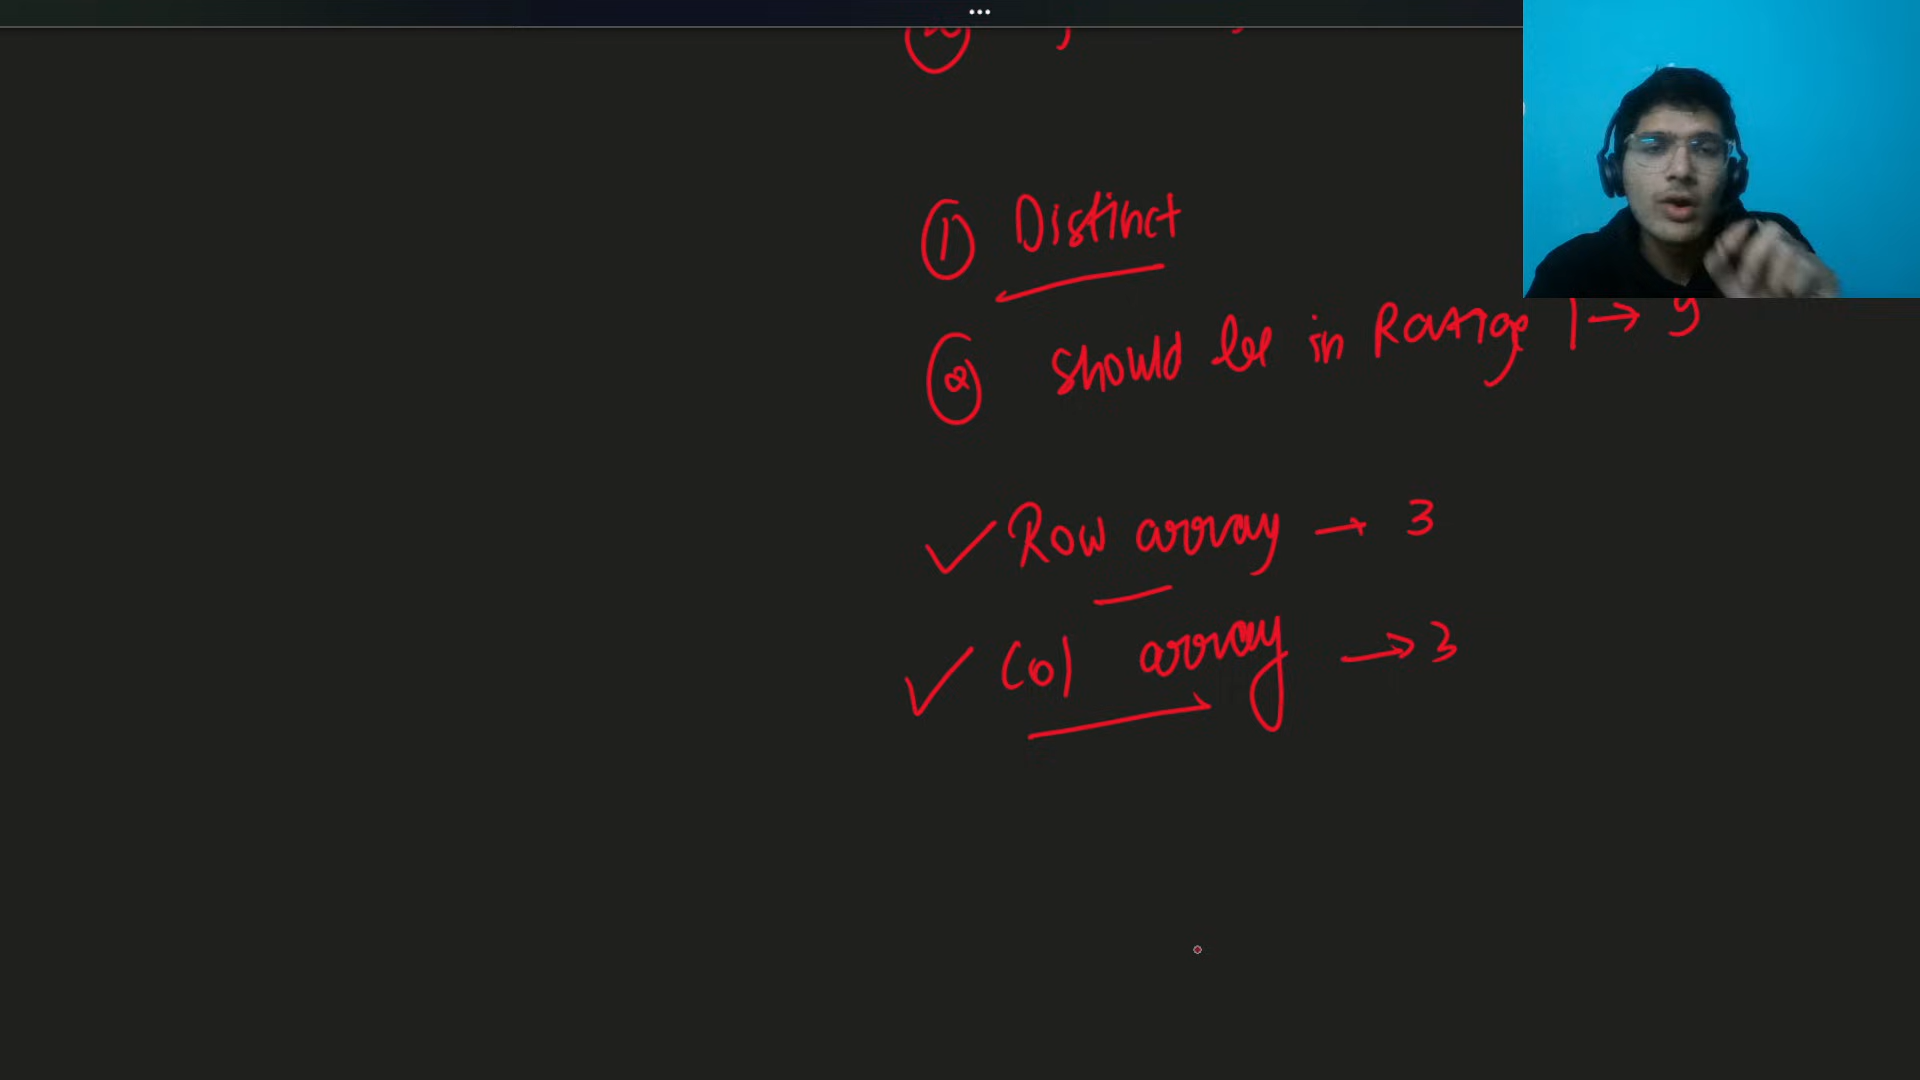 ① Distinct
② should be in Range 1 → 9
✓ Row array → 3
✓ Col array → 3